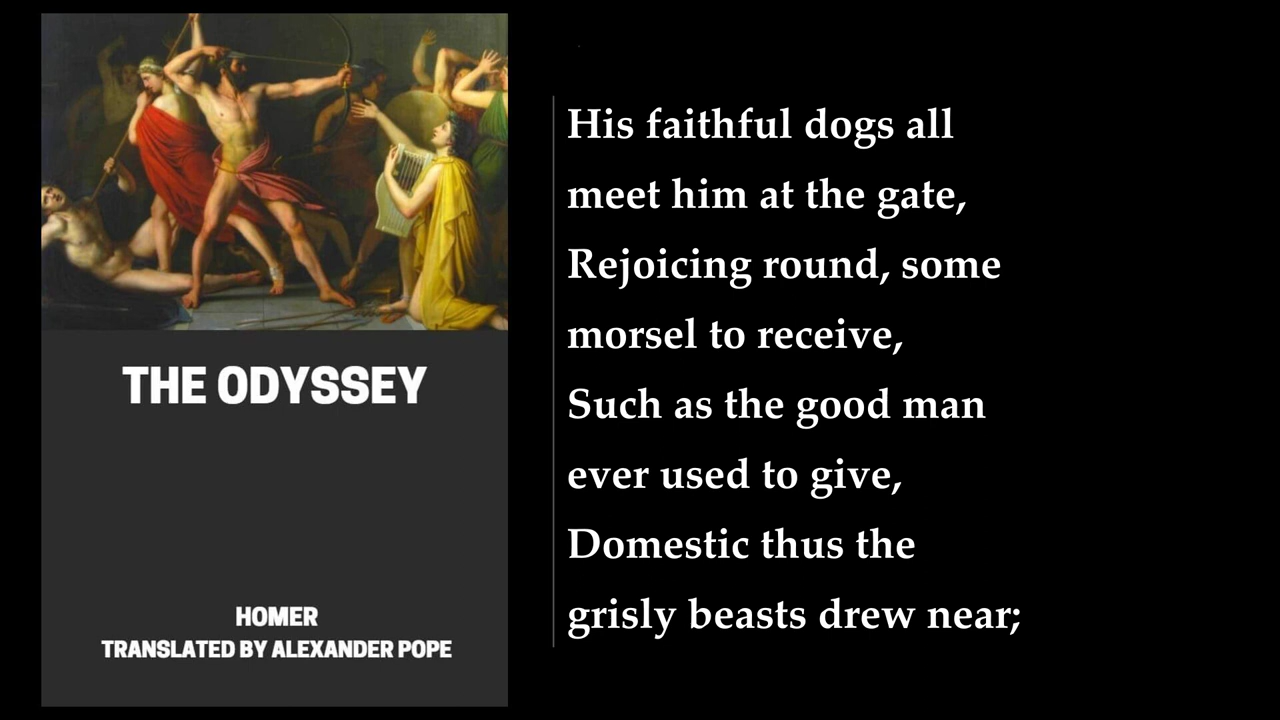 THE ODYSSEY
HOMER
TRANSLATED BY ALEXANDER POPE
His faithful dogs all
meet him at the gate,
Rejoicing round, some
morsel to receive,
Such as the good man
ever used to give,
Domestic thus the
grisly beasts drew near;